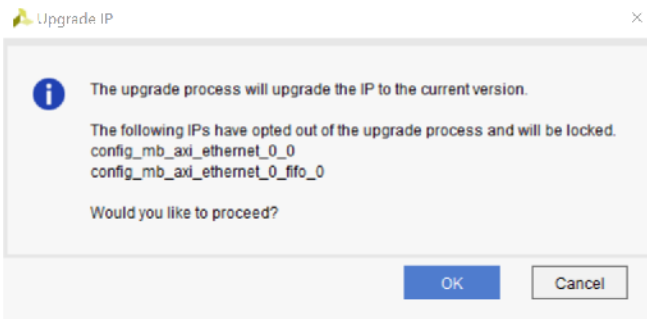 Upgrade IP
The upgrade process will upgrade the IP to the current version.
The following IPs have opted out of the upgrade process and will be locked.
config_mb_axi_ethernet_0_0
config_mb_axi_ethernet_0_fifo_0
Would you like to proceed?
OK
Cancel